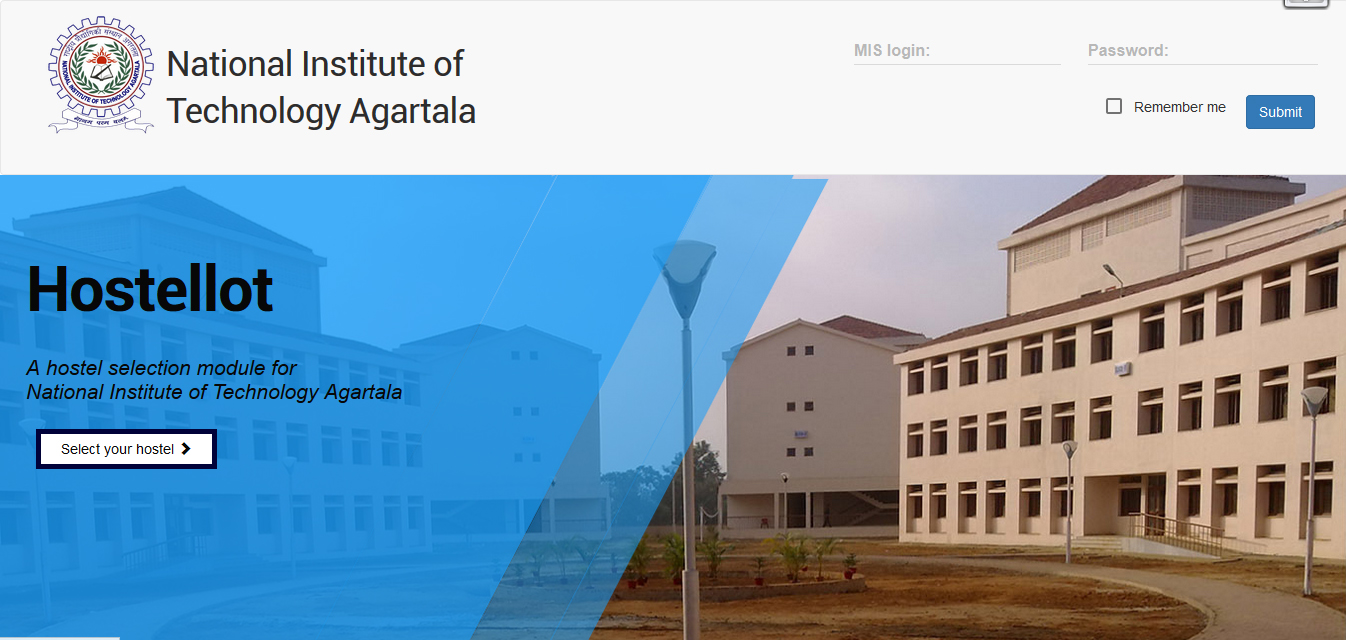 राष्ट्रीय प्रौद्योगिकी संस्थान अगरतला
NATIONAL INSTITUTE OF TECHNOLOGY AGARTALA
National Institute of
Technology Agartala
MIS login:
Password:
Remember me
Submit
Hostellot
A hostel selection module for
National Institute of Technology Agartala
Select your hostel